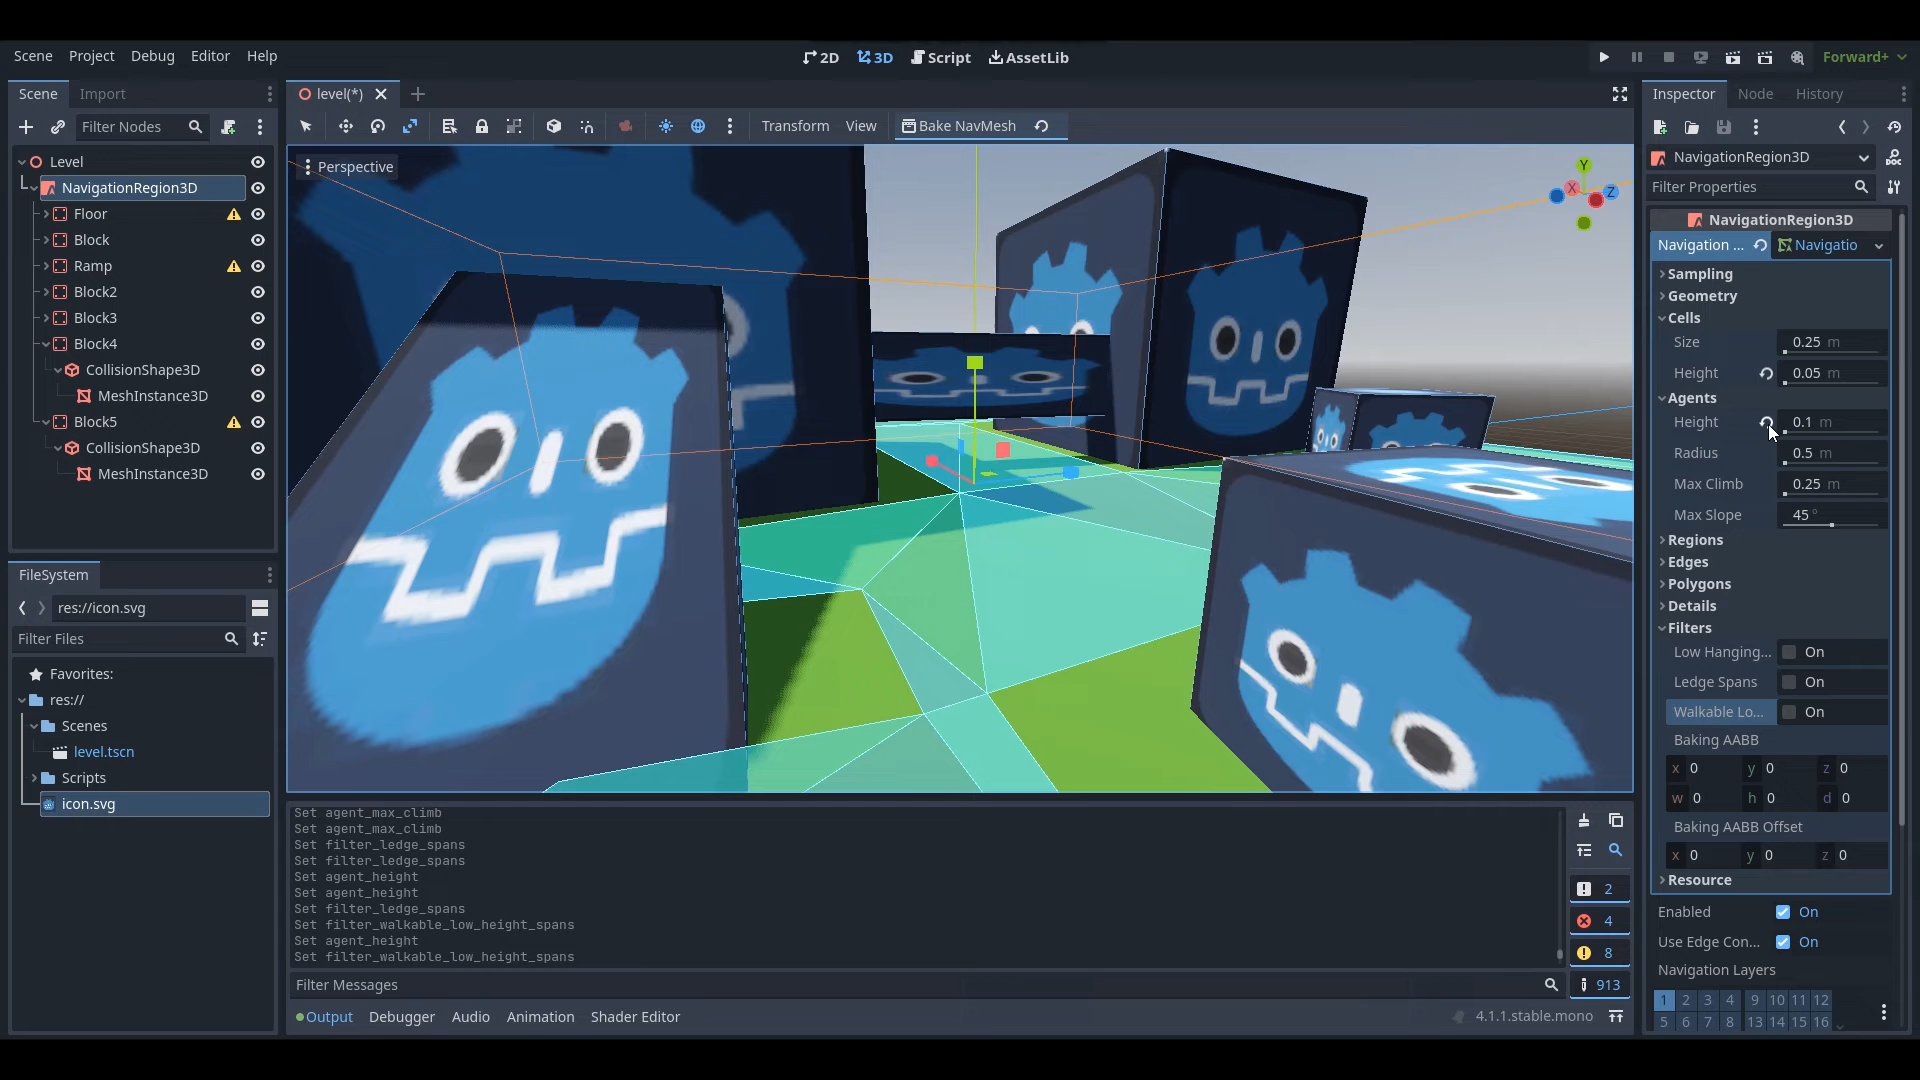 Scene Project Debug Editor Help
2D 3D Script AssetLib
Forward+
Scene Import
level(*)
Inspector Node History
Filter Nodes
Transform View Bake NavMesh
Perspective
Y
X
Z
Level
NavigationRegion3D
Floor
Block
Ramp
Block2
Block3
Block4
CollisionShape3D
MeshInstance3D
Block5
CollisionShape3D
MeshInstance3D
FileSystem
res://icon.svg
Filter Files
Favorites:
res://
Scenes
level.tscn
Scripts
icon.svg
Set agent_max_climb
Set agent_max_climb
Set filter_ledge_spans
Set filter_ledge_spans
Set agent_height
Set agent_height
Set filter_ledge_spans
Set filter_walkable_low_height_spans
Set agent_height
Set filter_walkable_low_height_spans
2
4
8
913
Filter Messages
Output Debugger Audio Animation Shader Editor
4.1.1.stable.mono
NavigationRegion3D
DOC
Filter Properties
NavigationRegion3D
Navigation ... Navigatio
Sampling
Geometry
Cells
Size 0.25 m
Height 0.05 m
Agents
Height 0.1 m
Radius 0.5 m
Max Climb 0.25 m
Max Slope 45 °
Regions
Edges
Polygons
Details
Filters
Low Hanging... On
Ledge Spans On
Walkable Lo... On
Baking AABB
x 0 y 0 z 0
w 0 h 0 d 0
Baking AABB Offset
x 0 y 0 z 0
Resource
Enabled On
Use Edge Con... On
Navigation Layers
1 2 3 4 9 10 11 12
5 6 7 8 13 14 15 16